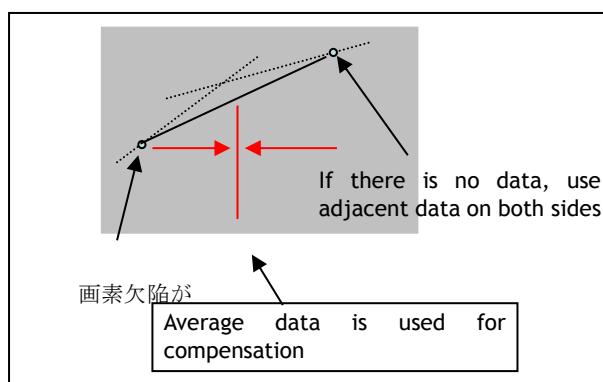 If there is no data, use
adjacent data on both sides
画素欠陥が
Average data is used for
compensation